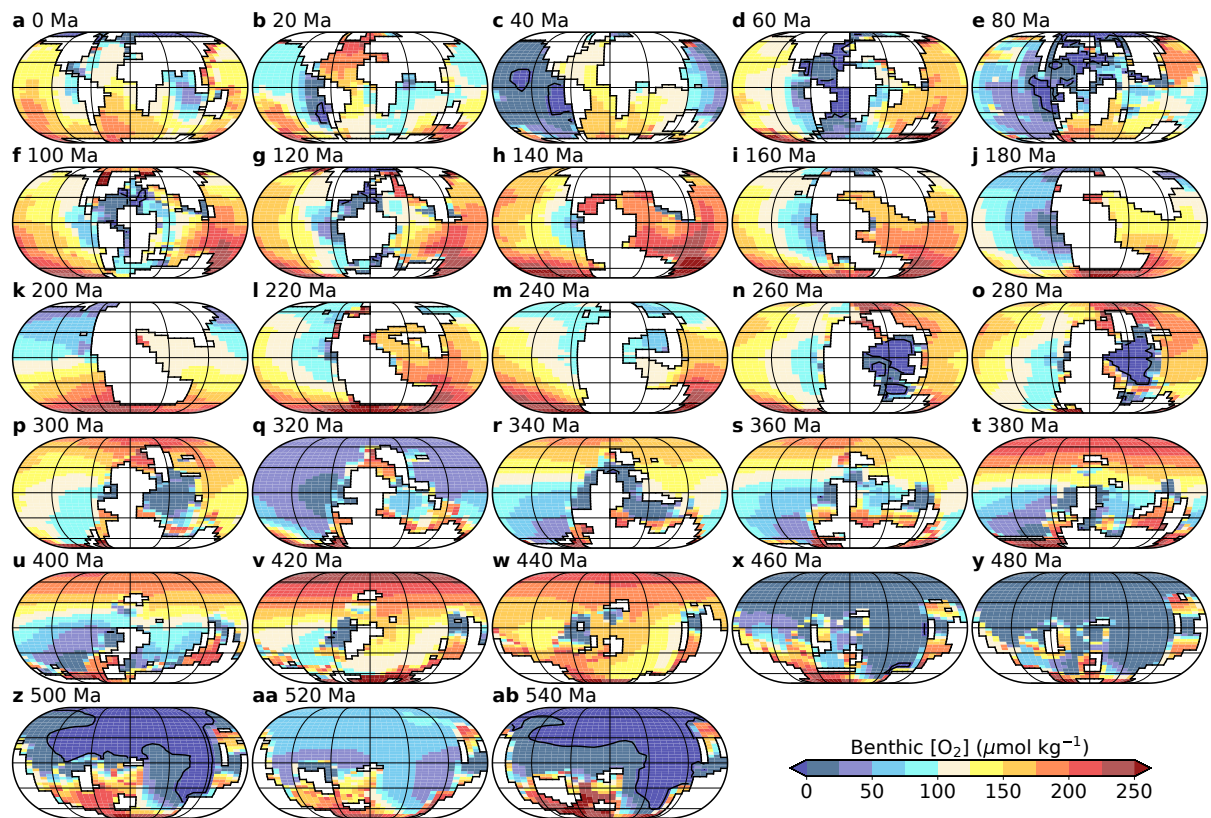 a 0 Ma b 20 Ma c 40 Ma d 60 Ma e 80 Ma
f 100 Ma g 120 Ma h 140 Ma i 160 Ma j 180 Ma
k 200 Ma l 220 Ma m 240 Ma n 260 Ma o 280 Ma
p 300 Ma q 320 Ma r 340 Ma s 360 Ma t 380 Ma
u 400 Ma v 420 Ma w 440 Ma x 460 Ma y 480 Ma
z 500 Ma aa 520 Ma ab 540 Ma
Benthic [O₂] (μmol kg⁻¹)
0 50 100 150 200 250